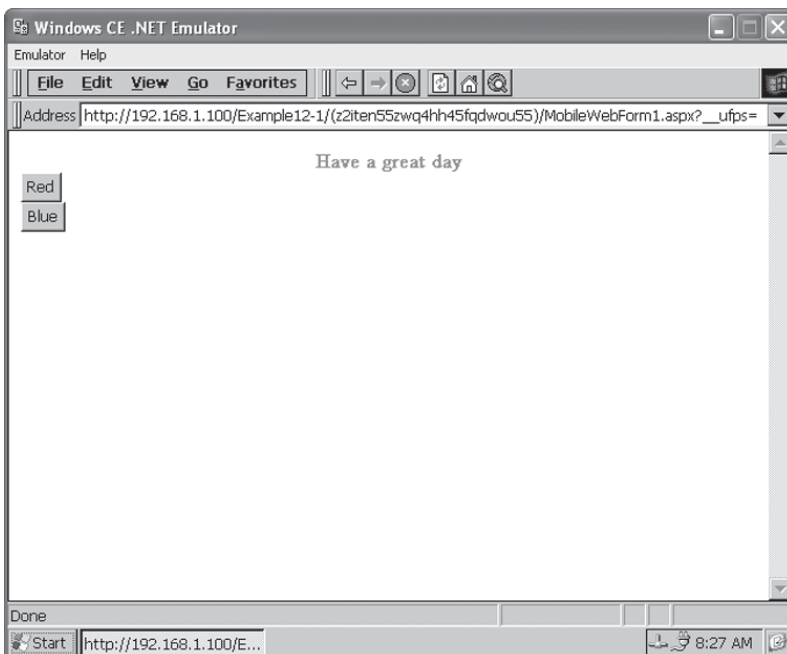 Windows CE .NET Emulator
Emulator Help
File Edit View Go Favorites
Address http://192.168.1.100/Example12-1/(z2iten55zwq4hh45fqdwou55)/MobileWebForm1.aspx?__ufps=
Have a great day
Red
Blue
Done
Start http://192.168.1.100/E... 8:27 AM